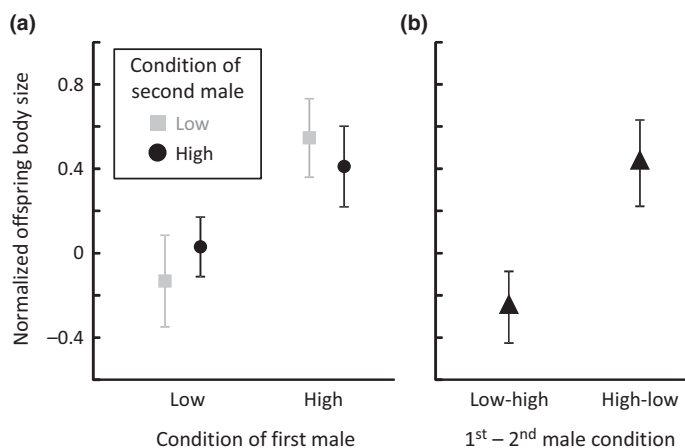 (a)
(b)
Normalized offspring body size
0.8
0.4
0
–0.4
Condition of
second male
Low
High
Low
High
Condition of first male
Low-high
High-low
1st – 2nd male condition